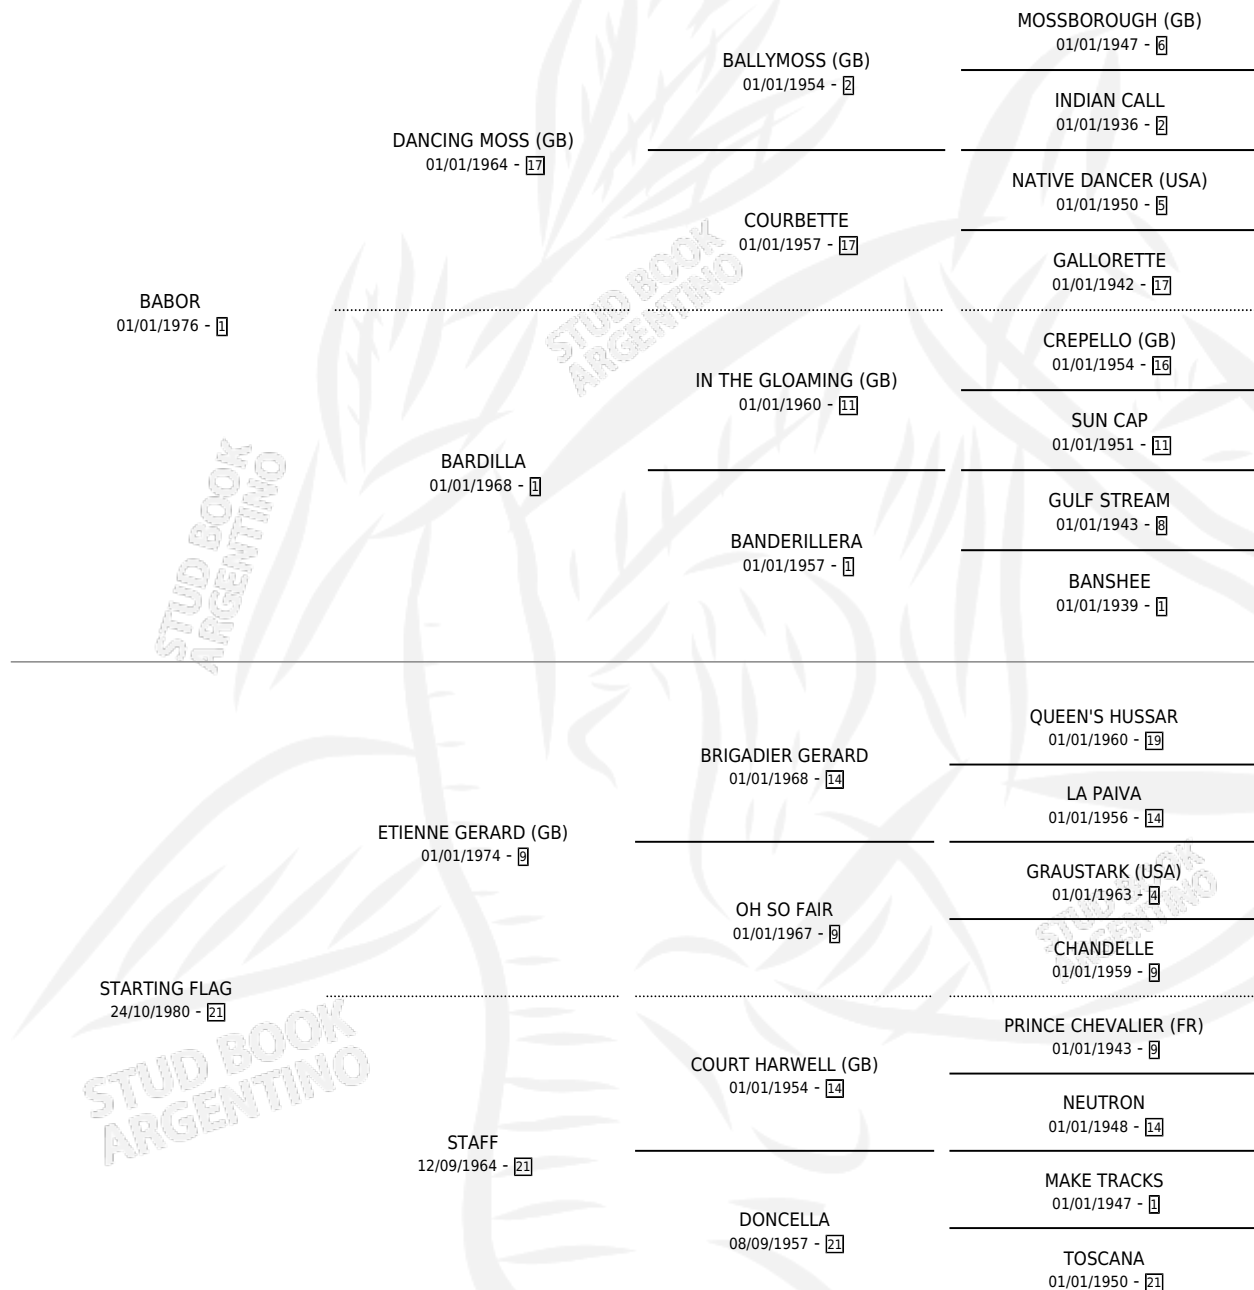 MOSSBOROUGH (GB)
01/01/1947 - 6
BALLYMOSS (GB)
01/01/1954 - 2
INDIAN CALL
01/01/1936 - 2
DANCING MOSS (GB)
01/01/1964 - 17
NATIVE DANCER (USA)
01/01/1950 - 5
COURBETTE
01/01/1957 - 17
GALLORETTE
01/01/1942 - 17
BABOR
01/01/1976 - 1
STUD BOOK
ARGENTINO
CREPELLO (GB)
01/01/1954 - 16
IN THE GLOAMING (GB)
01/01/1960 - 11
SUN CAP
01/01/1951 - 11
BARDILLA
01/01/1968 - 1
GULF STREAM
01/01/1943 - 8
BANDERILLERA
01/01/1957 - 1
BANSHEE
01/01/1939 - 1
STUD BOOK
ARGENTINO
QUEEN'S HUSSAR
01/01/1960 - 19
BRIGADIER GERARD
01/01/1968 - 14
LA PAIVA
01/01/1956 - 14
ETIENNE GERARD (GB)
01/01/1974 - 9
GRAUSTARK (USA)
01/01/1963 - 4
OH SO FAIR
01/01/1967 - 9
STUD BOOK
ARGENTINO
CHANDELLE
01/01/1959 - 9
STARTING FLAG
24/10/1980 - 21
STUD BOOK
ARGENTINO
PRINCE CHEVALIER (FR)
01/01/1943 - 9
COURT HARWELL (GB)
01/01/1954 - 14
NEUTRON
01/01/1948 - 14
STAFF
12/09/1964 - 21
MAKE TRACKS
01/01/1947 - 1
DONCELLA
08/09/1957 - 21
TOSCANA
01/01/1950 - 21